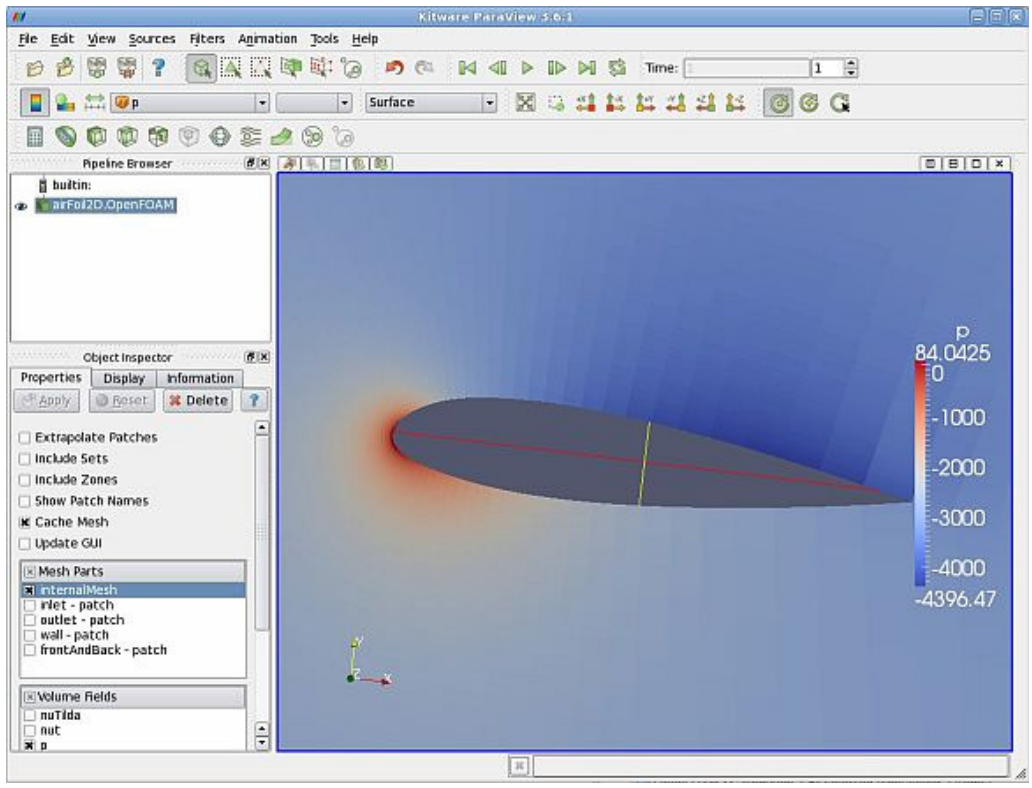 Kitware ParaView 3.6.1
File Edit View Sources Filters Animation Tools Help
Time: 1
p Surface
Pipeline Browser
builtin:
airFoil2D.OpenFOAM
Object Inspector
Properties Display Information
Apply Reset Delete ?
Extrapolate Patches
Include Sets
Include Zones
Show Patch Names
Cache Mesh
Update GUI
Mesh Parts
internalMesh
inlet - patch
outlet - patch
wall - patch
frontAndBack - patch
Volume Fields
nuTilda
nut
p
p
84.0425
0
-1000
-2000
-3000
-4000
-4396.47
Y
Z
X